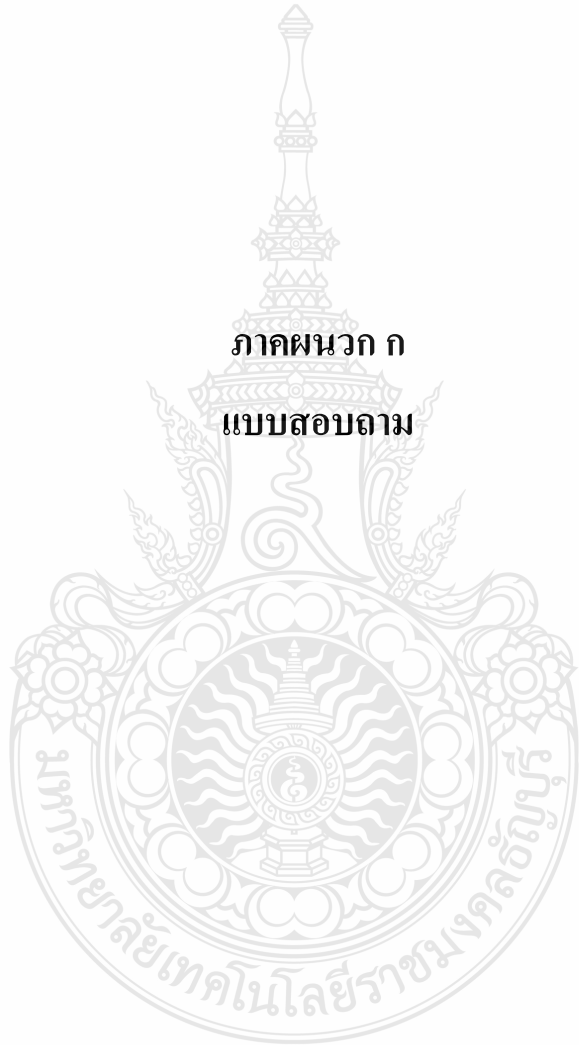 ภาคผนวก ก
แบบสอบถาม
มหาวิทยาลัยเทคโนโลยีราชมงคลธัญบุรี